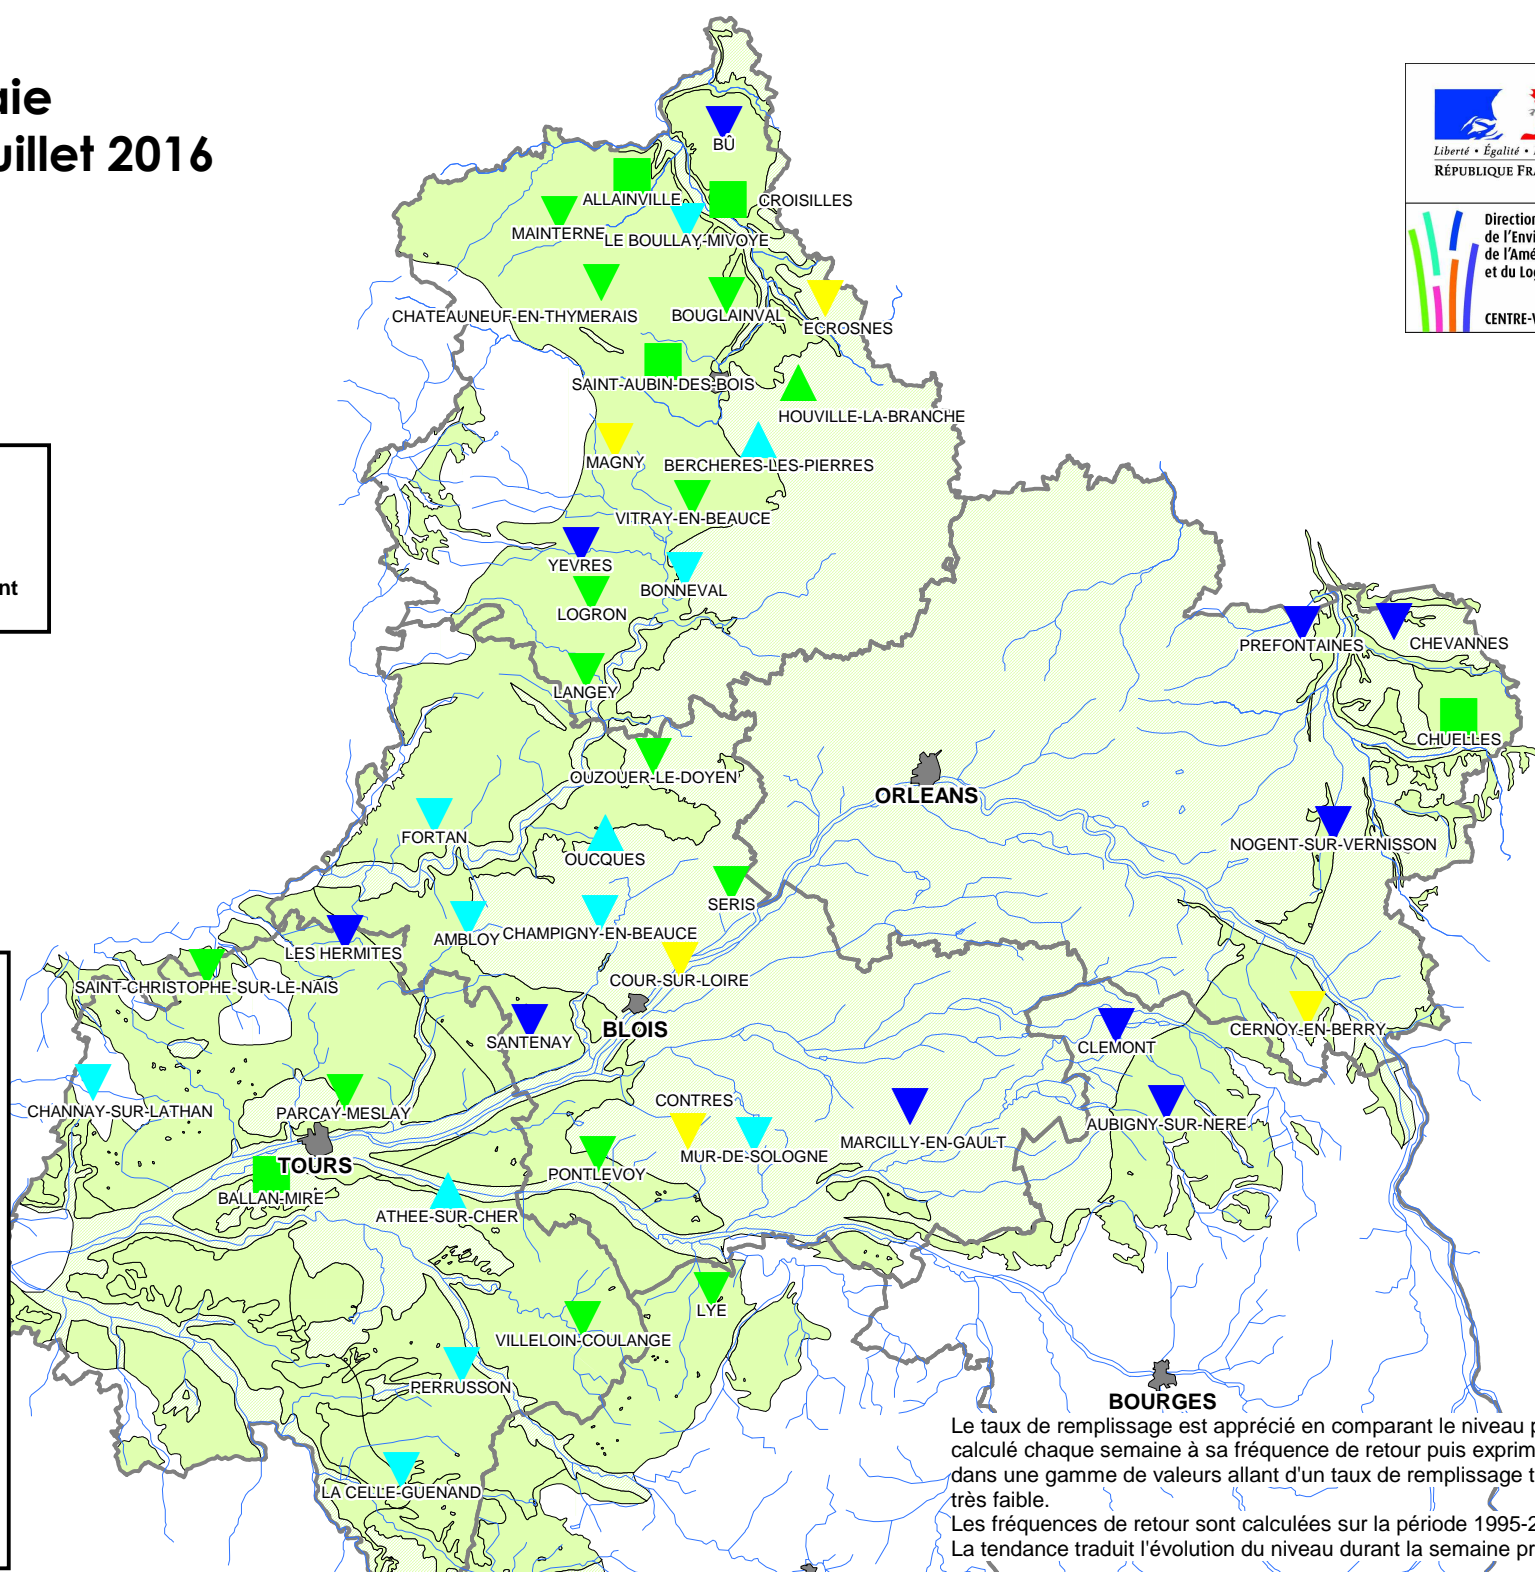 aie
uillet 2016
Liberté • Égalité •
RÉPUBLIQUE FRA
Direction
de l'Envi
de l'Amé
et du Lo
CENTRE-V
nt
BÛ
ALLAINVILLE
CROISILLES
MAINTERNE
LE BOULLAY-MIVOYE
CHATEAUNEUF-EN-THYMERAIS
BOUGLAINVAL
ECROSNES
SAINT-AUBIN-DES-BOIS
HOUVILLE-LA-BRANCHE
MAGNY
BERCHERES-LES-PIERRES
VITRAY-EN-BEAUCE
YEVRES
BONNEVAL
LOGRON
PREFONTAINES
CHEVANNES
LANGEY
CHUELLES
OUZOUER-LE-DOYEN
ORLEANS
FORTAN
OUCQUES
NOGENT-SUR-VERNISSON
SERIS
AMBLOY
CHAMPIGNY-EN-BEAUCE
LES HERMITES
COUR-SUR-LOIRE
SAINT-CHRISTOPHE-SUR-LE-NAIS
SANTENAY
BLOIS
CLEMONT
CERNOY-EN-BERRY
CHANNAY-SUR-LATHAN
PARCAY-MESLAY
CONTRES
MARCILLY-EN-GAULT
AUBIGNY-SUR-NERE
MUR-DE-SOLOGNE
TOURS
PONTLEVOY
BALLAN-MIRE
ATHEE-SUR-CHER
LYE
VILLELOIN-COULANGE
PERRUSSON
BOURGES
LA CELLE-GUENAND
Le taux de remplissage est apprécié en comparant le niveau p
calculé chaque semaine à sa fréquence de retour puis exprim
dans une gamme de valeurs allant d'un taux de remplissage t
très faible.
Les fréquences de retour sont calculées sur la période 1995-2
La tendance traduit l'évolution du niveau durant la semaine pr